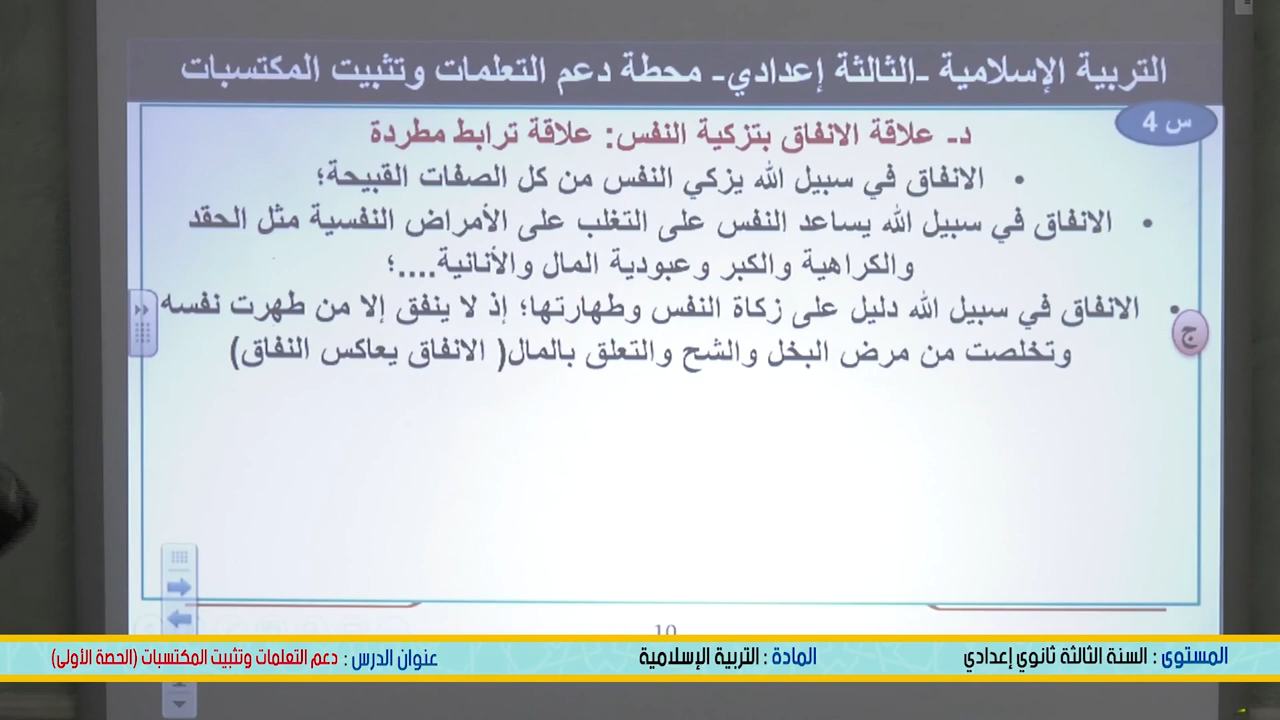 التربية الإسلامية -الثالثة إعدادي- محطة دعم التعلمات وتثبيت المكتسبات
س 4
د- علاقة الانفاق بتزكية النفس: علاقة ترابط مطردة
• الانفاق في سبيل الله يزكي النفس من كل الصفات القبيحة؛
• الانفاق في سبيل الله يساعد النفس على التغلب على الأمراض النفسية مثل الحقد
والكراهية والكبر وعبودية المال والأنانية....؛
• الانفاق في سبيل الله دليل على زكاة النفس وطهارتها؛ إذ لا ينفق إلا من طهرت نفسه
ج
وتخلصت من مرض البخل والشح والتعلق بالمال( الانفاق يعاكس النفاق)
10
المستوى : السنة الثالثة ثانوي إعدادي
المادة : التربية الإسلامية
عنوان الدرس : دعم التعلمات وتثبيت المكتسبات (الحصة الأولى)